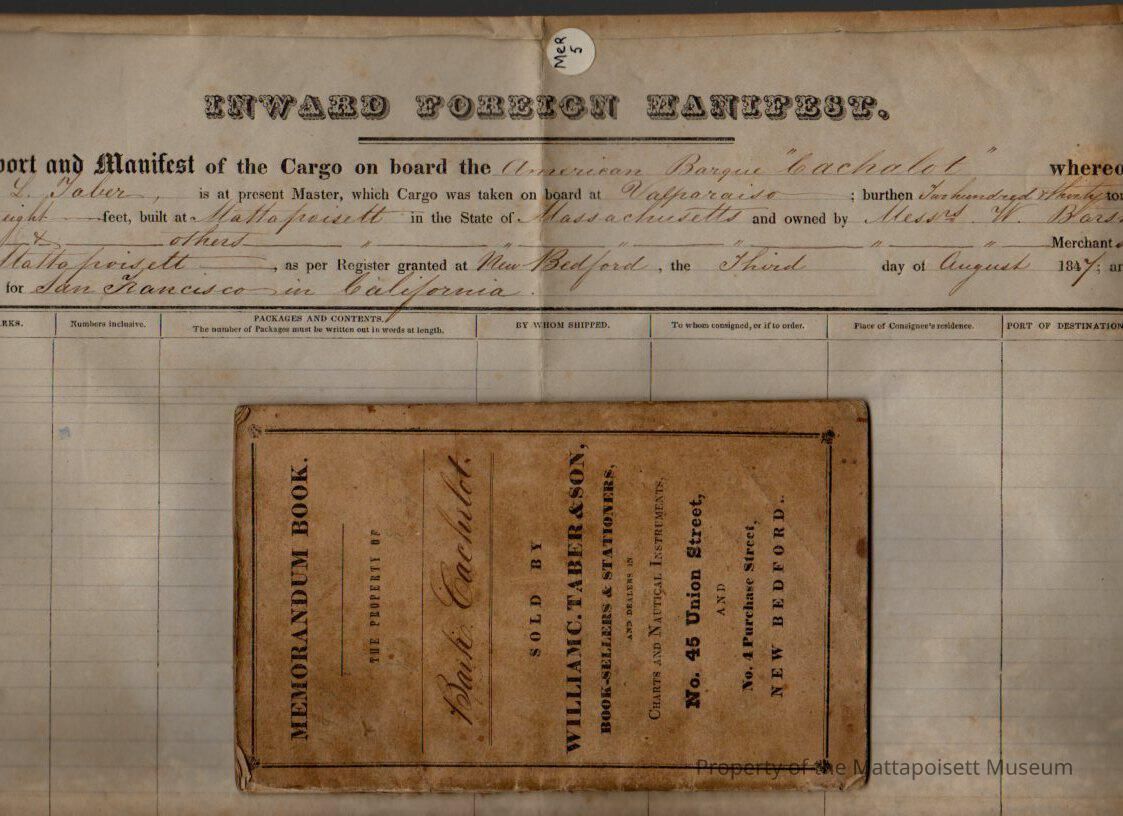 MeR
5
INWARD FOREIGN MANIFEST.
port and Manifest of the Cargo on board the American Barque "Cachalot" whereo
L. Taber, is at present Master, which Cargo was taken on board at Valparaiso ; burthen hundred & thirty to
eight feet, built at Mattapoisett in the State of Massachusetts and owned by Messrs W. Bars
& others " " " " " " Merchant
Mattapoisett, as per Register granted at New Bedford, the Third day of August 1847; an
for San Francisco in California.
RKS. Numbers inclusive. PACKAGES AND CONTENTS. BY WHOM SHIPPED. To whom consigned, or if to order. Place of Consignee's residence. PORT OF DESTINATION
The number of Packages must be written out in words at length.
MEMORANDUM BOOK.
THE PROPERTY OF
Bark Cachalot.
SOLD BY
WILLIAM C. TABER & SON,
BOOK-SELLERS & STATIONERS,
AND DEALERS IN
CHARTS AND NAUTICAL INSTRUMENTS,
No. 45 Union Street,
AND
No. 4 Purchase Street,
NEW BEDFORD.
Property of the Mattapoisett Museum